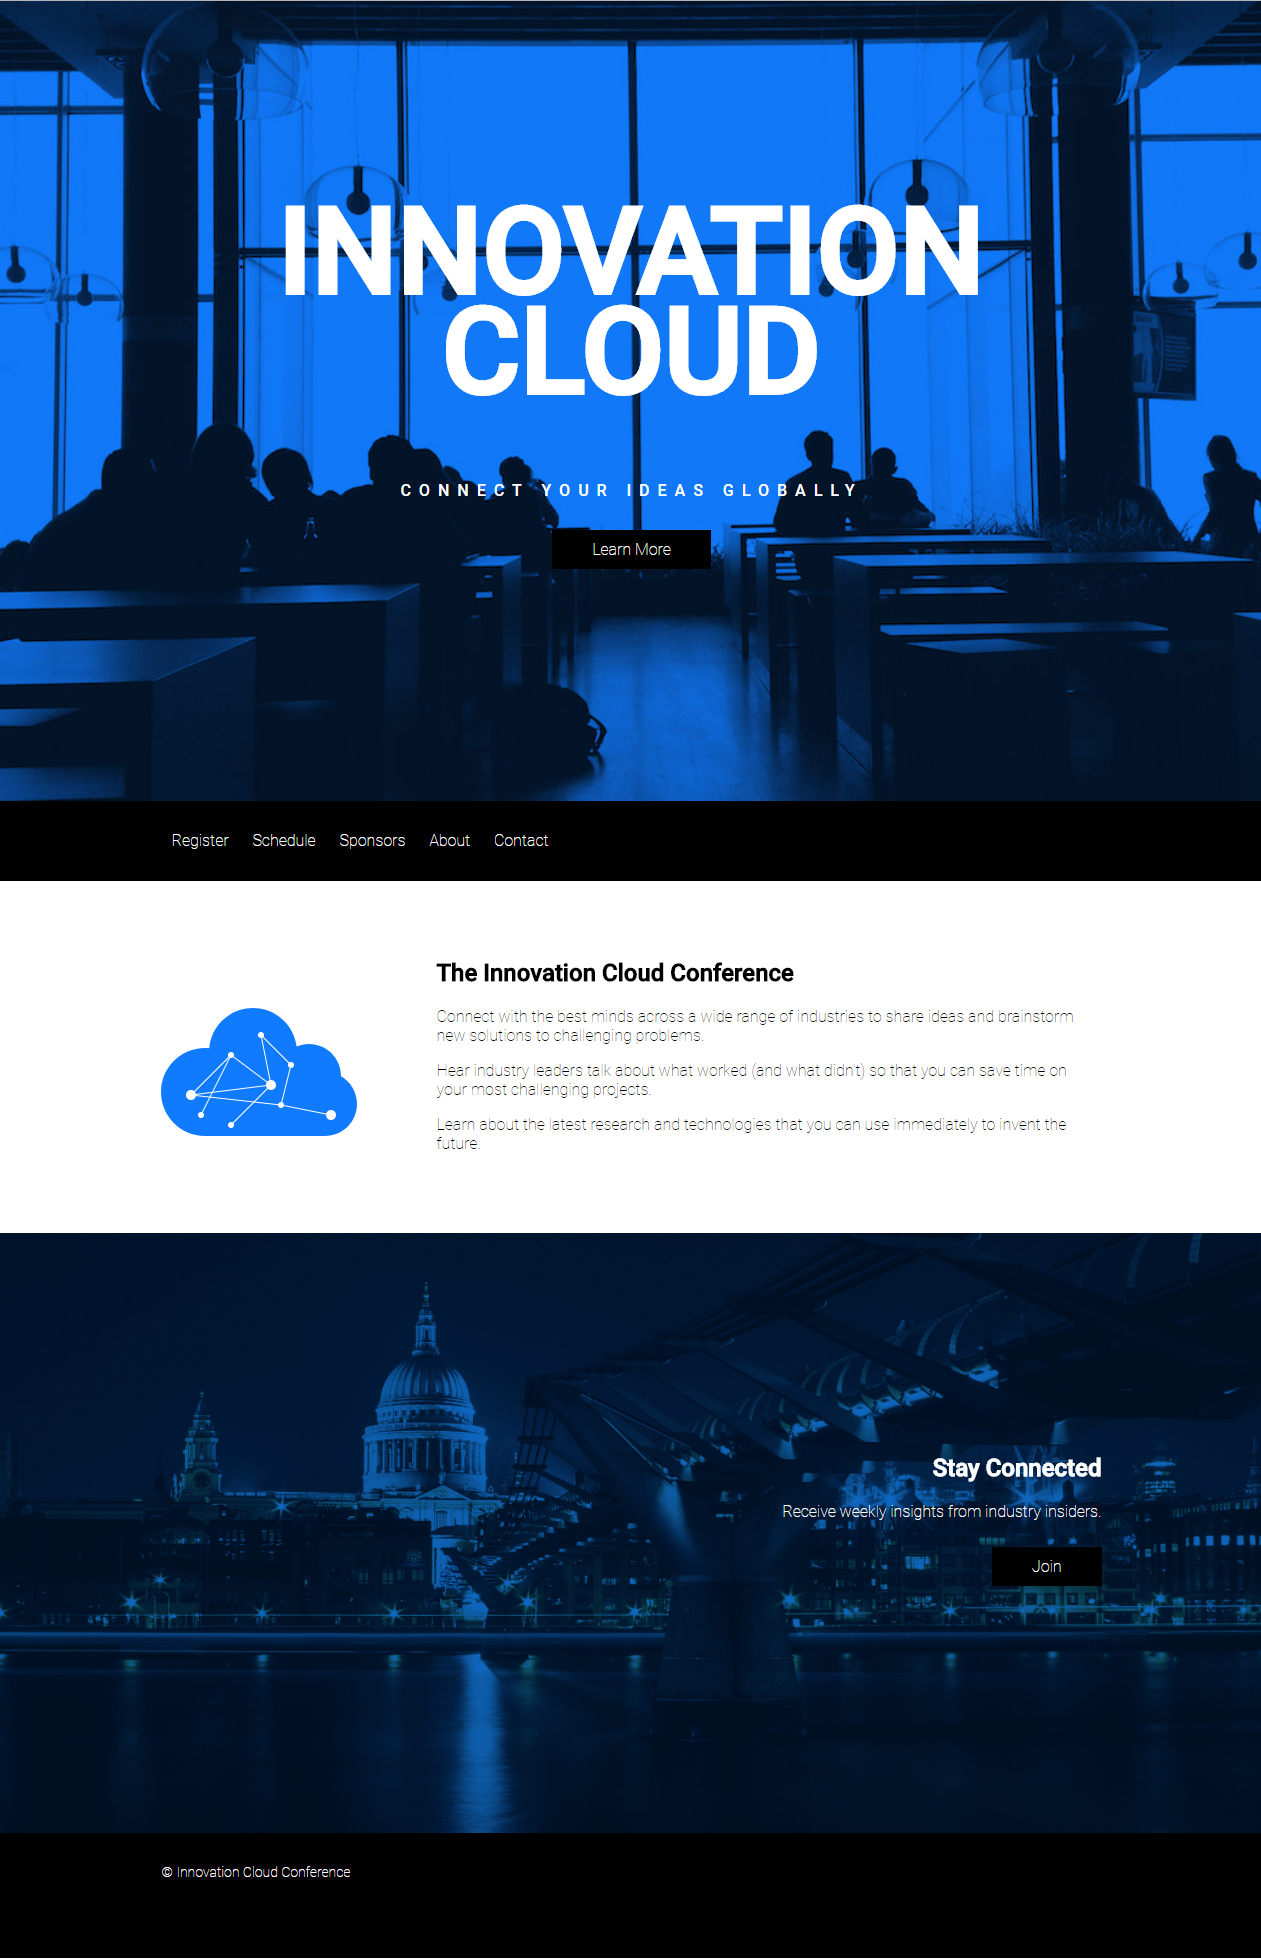 INNOVATION
CLOUD
CONNECT YOUR IDEAS GLOBALLY
Learn More
Register Schedule Sponsors About Contact
The Innovation Cloud Conference
Connect with the best minds across a wide range of industries to share ideas and brainstorm
new solutions to challenging problems.
Hear industry leaders talk about what worked (and what didn't) so that you can save time on
your most challenging projects.
Learn about the latest research and technologies that you can use immediately to invent the
future.
Stay Connected
Receive weekly insights from industry insiders.
Join
© Innovation Cloud Conference